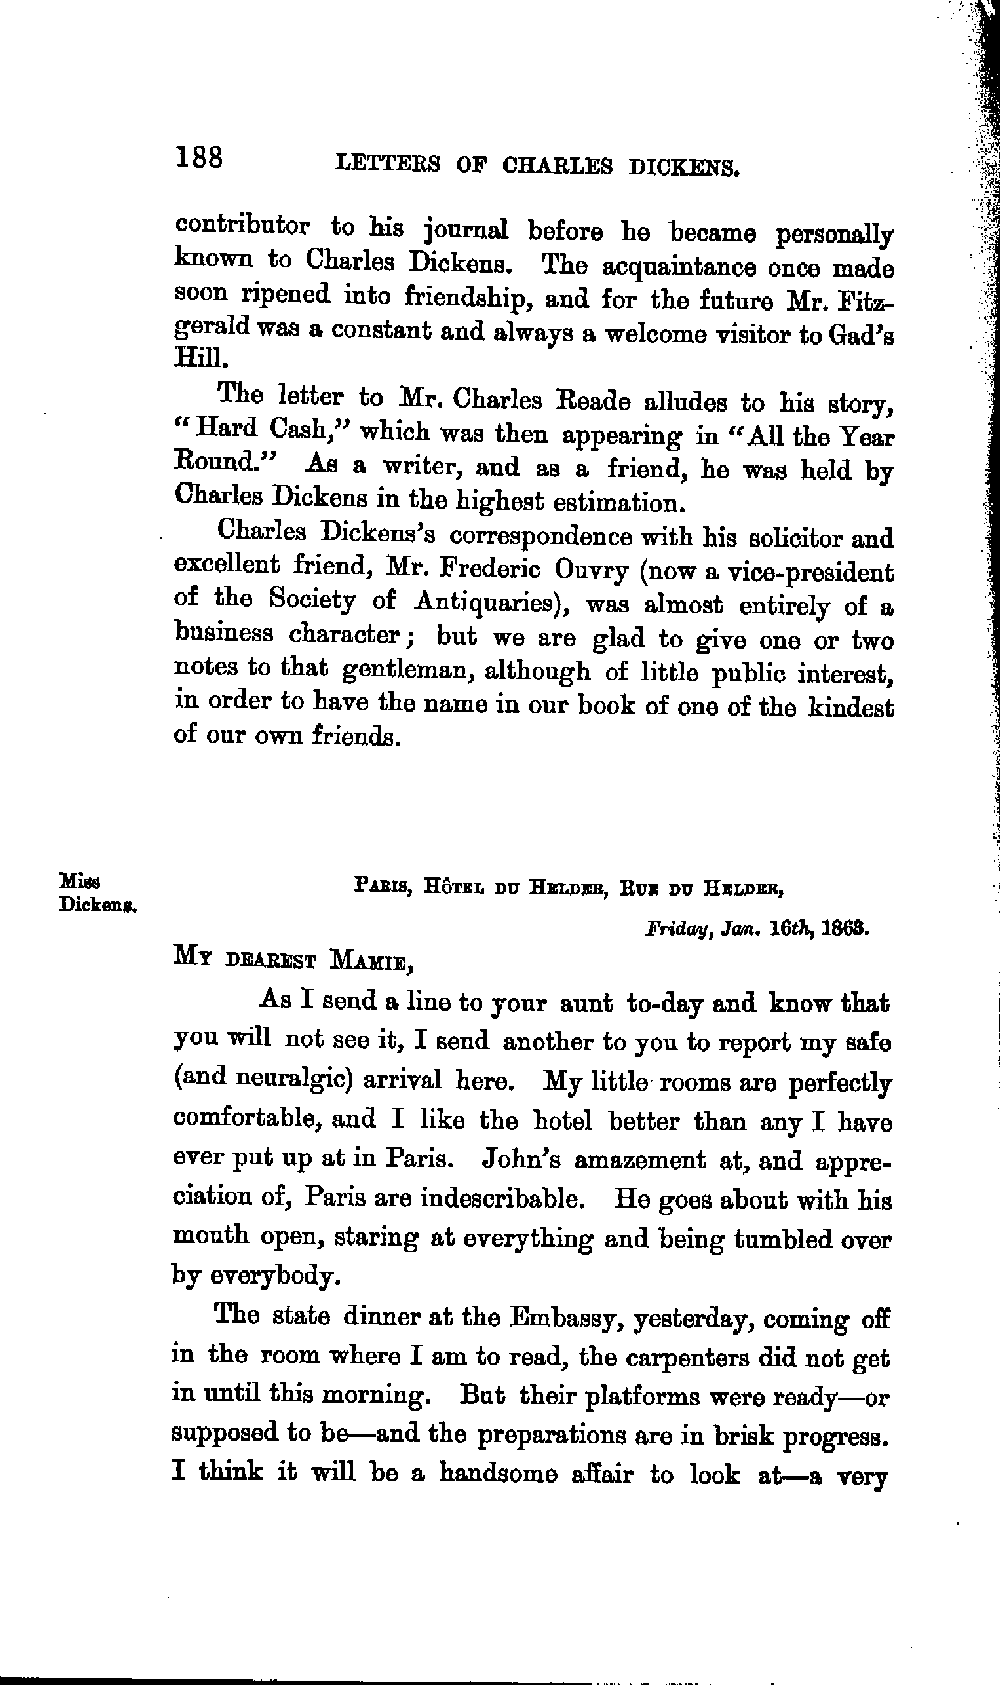 188 LETTERS OF CHARLES DICKENS.
contributor to his journal before he became personally
known to Charles Dickens. The acquaintance once made
soon ripened into friendship, and for the future Mr. Fitz-
gerald was a constant and always a welcome visitor to Gad's
Hill.
The letter to Mr. Charles Reade alludes to his story,
“Hard Cash,” which was then appearing in “All the Year
Round.” As a writer, and as a friend, he was held by
Charles Dickens in the highest estimation.
Charles Dickens's correspondence with his solicitor and
excellent friend, Mr. Frederic Ouvry (now a vice-president
of the Society of Antiquaries), was almost entirely of a
business character; but we are glad to give one or two
notes to that gentleman, although of little public interest,
in order to have the name in our book of one of the kindest
of our own friends.
Miss
Dickens.
PARIS, HÔTEL DU HELDER, RUE DU HELDER,
Friday, Jan. 16th, 1863.
MY DEAREST MAMIE,
As I send a line to your aunt to-day and know that
you will not see it, I send another to you to report my safe
(and neuralgic) arrival here. My little rooms are perfectly
comfortable, and I like the hotel better than any I have
ever put up at in Paris. John's amazement at, and appre-
ciation of, Paris are indescribable. He goes about with his
mouth open, staring at everything and being tumbled over
by everybody.
The state dinner at the Embassy, yesterday, coming off
in the room where I am to read, the carpenters did not get
in until this morning. But their platforms were ready—or
supposed to be—and the preparations are in brisk progress.
I think it will be a handsome affair to look at—a very